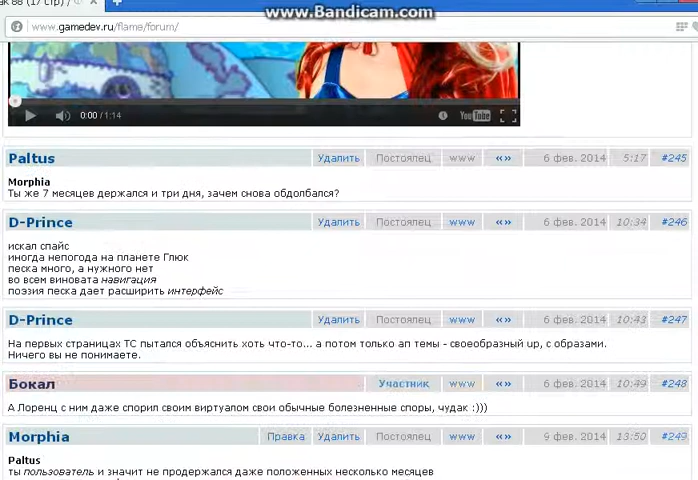 www.Bandicam.com
ак 88 (17 стр) /
www.gamedev.ru/flame/forum/
0:00 / 1:14
YouTube
Paltus Удалить Постоялец www «» 6 фев. 2014 5:17 #245
Morphia
Ты же 7 месяцев держался и три дня, зачем снова обдолбался?
D-Prince Удалить Постоялец www «» 6 фев. 2014 10:34 #246
искал спайс
иногда непогода на планете Глюк
песка много, а нужного нет
во всем виновата навигация
поэзия песка дает расширить интерфейс
D-Prince Удалить Постоялец www «» 6 фев. 2014 10:43 #247
На первых страницах ТС пытался объяснить хоть что-то... а потом только ап темы - своеобразный up, с образами.
Ничего вы не понимаете.
Бокал Участник www «» 6 фев. 2014 10:49 #248
А Лоренц с ним даже спорил своим виртуалом свои обычные болезненные споры, чудак :)))
Morphia Правка Удалить Постоялец www «» 9 фев. 2014 13:50 #249
Paltus
ты пользователь и значит не продержался даже положенных несколько месяцев